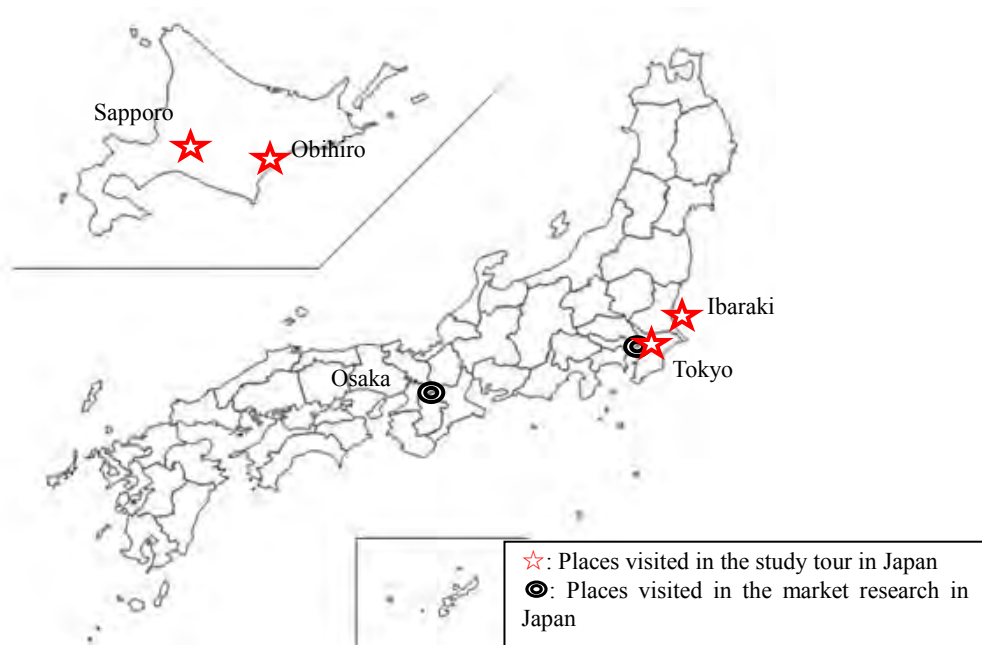 Sapporo
Obihiro
Ibaraki
Tokyo
Osaka
☆: Places visited in the study tour in Japan
◎: Places visited in the market research in
Japan